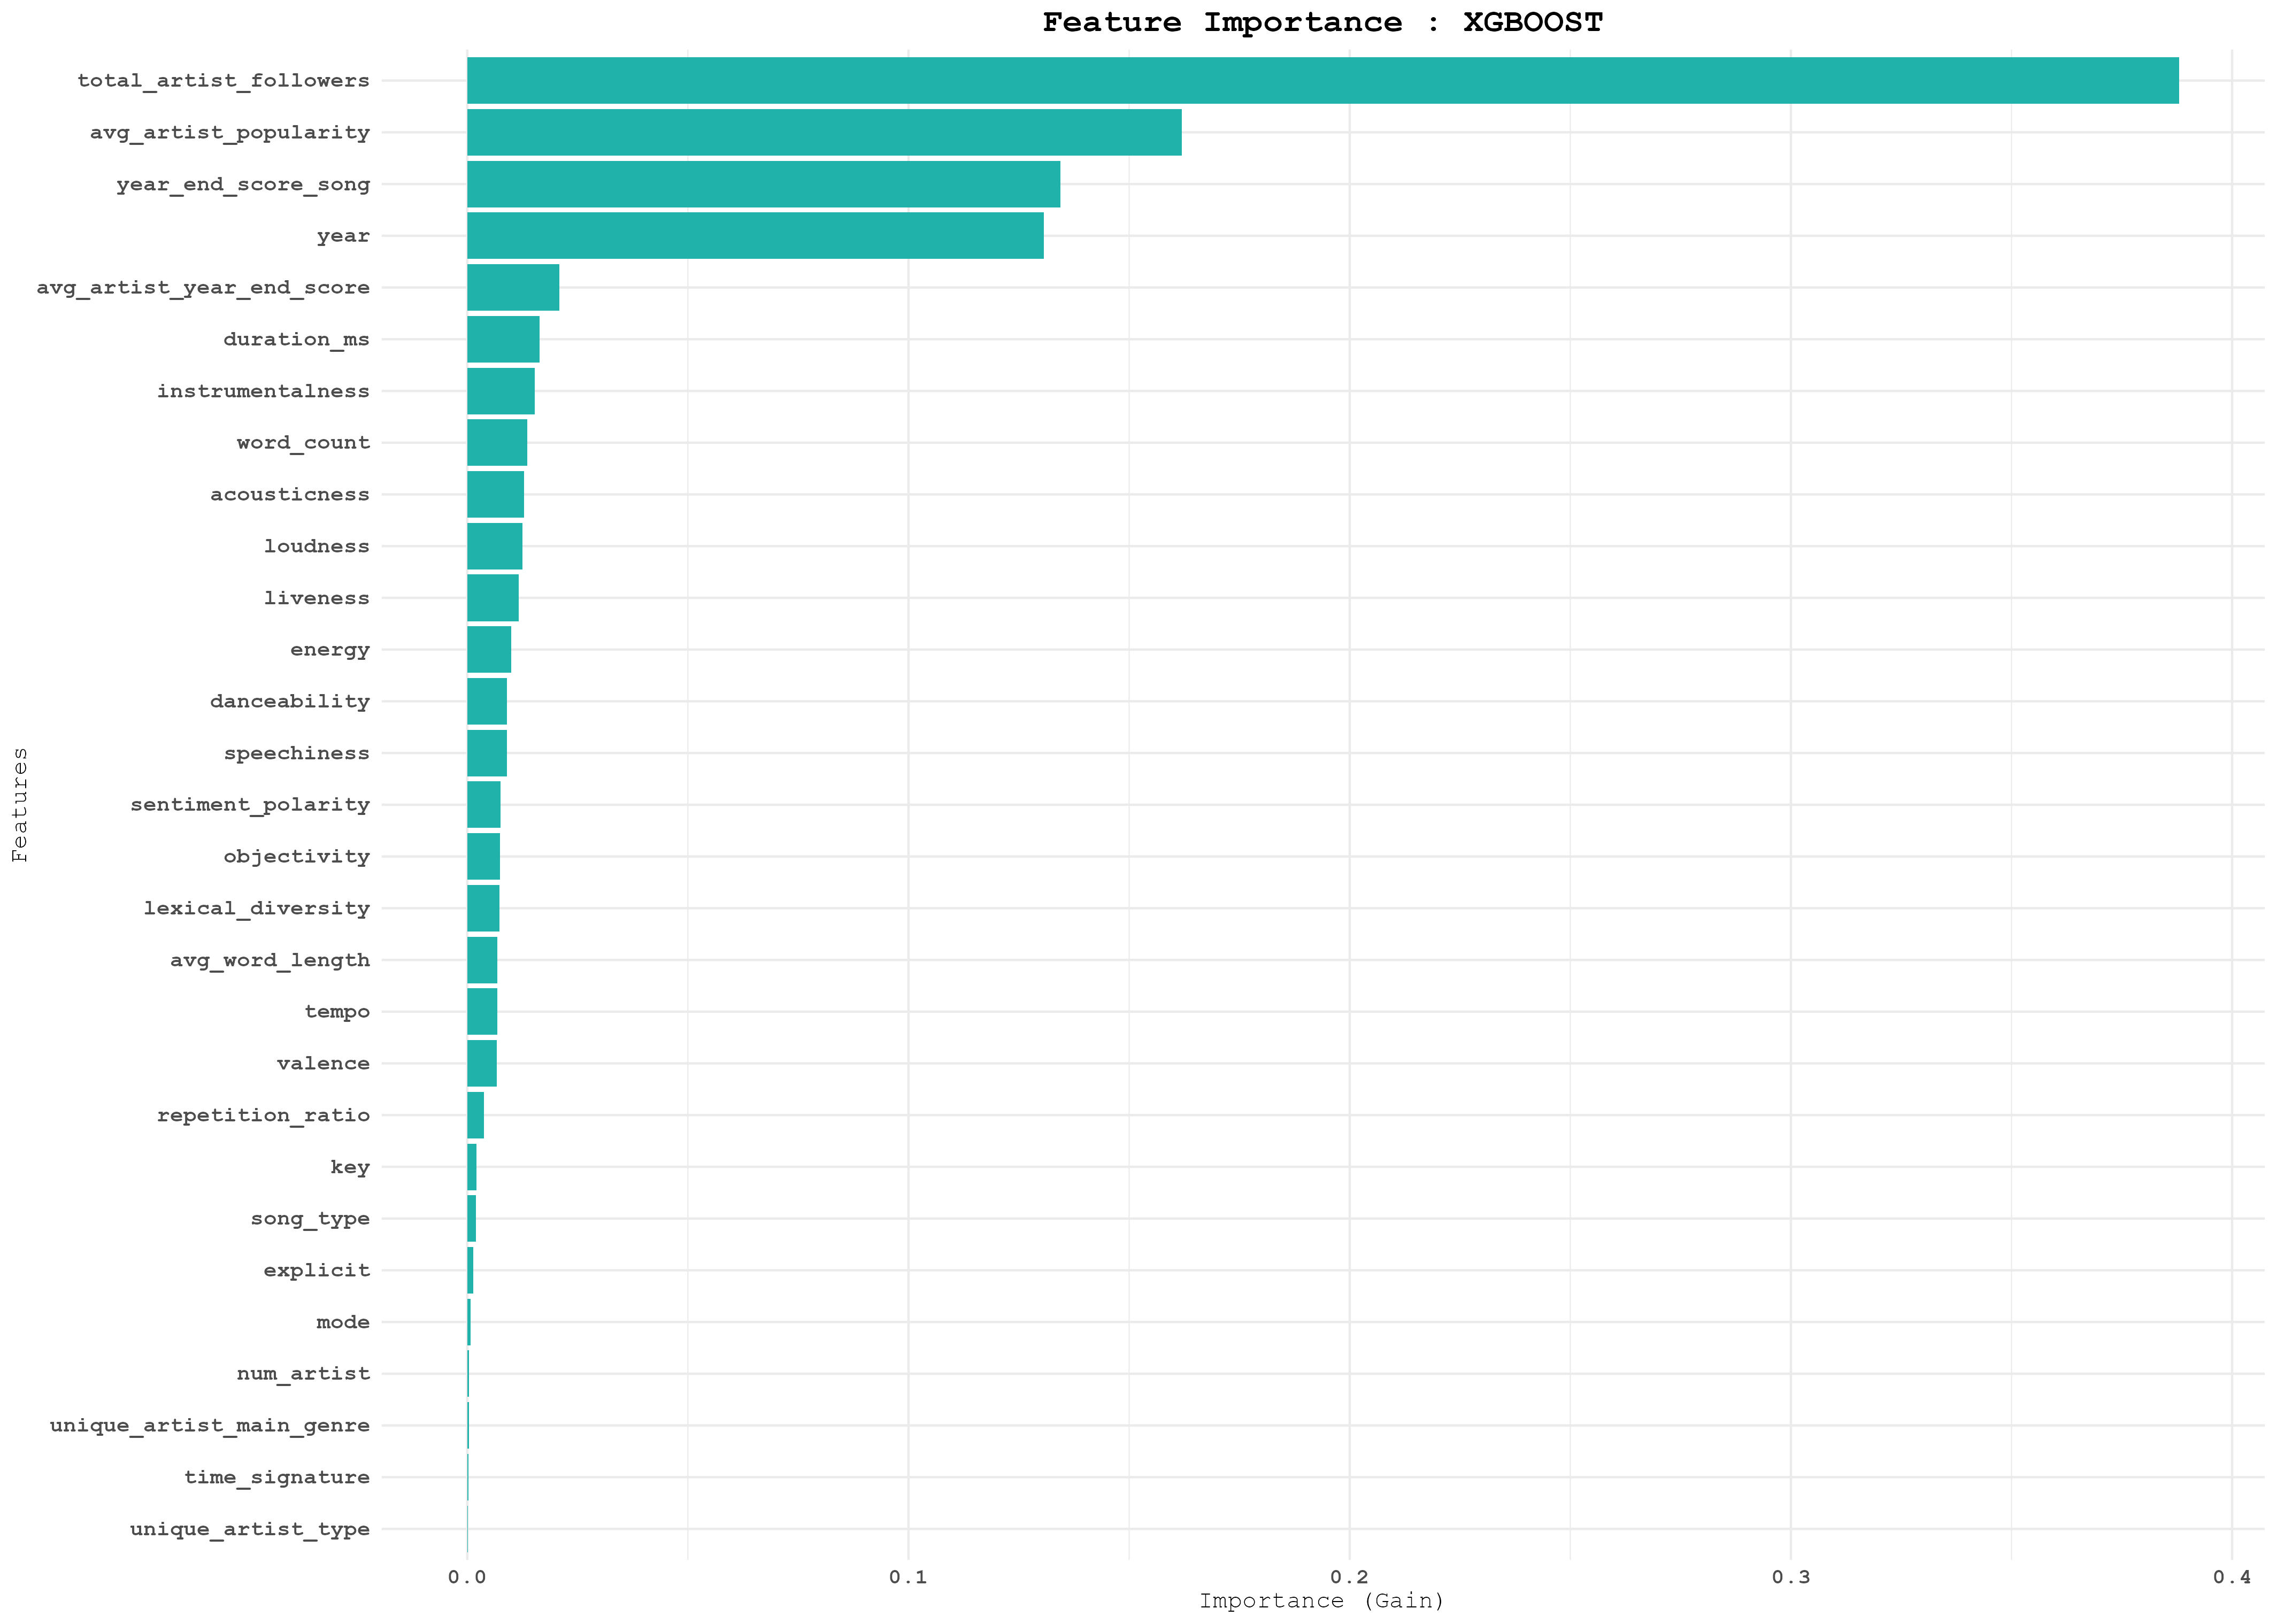 Feature Importance : XGBOOST
total_artist_followers
avg_artist_popularity
year_end_score_song
year
avg_artist_year_end_score
duration_ms
instrumentalness
word_count
acousticness
loudness
liveness
energy
danceability
speechiness
sentiment_polarity
objectivity
lexical_diversity
avg_word_length
tempo
valence
repetition_ratio
key
song_type
explicit
mode
num_artist
unique_artist_main_genre
time_signature
unique_artist_type
Features
0.0 0.1 0.2 0.3 0.4
Importance (Gain)